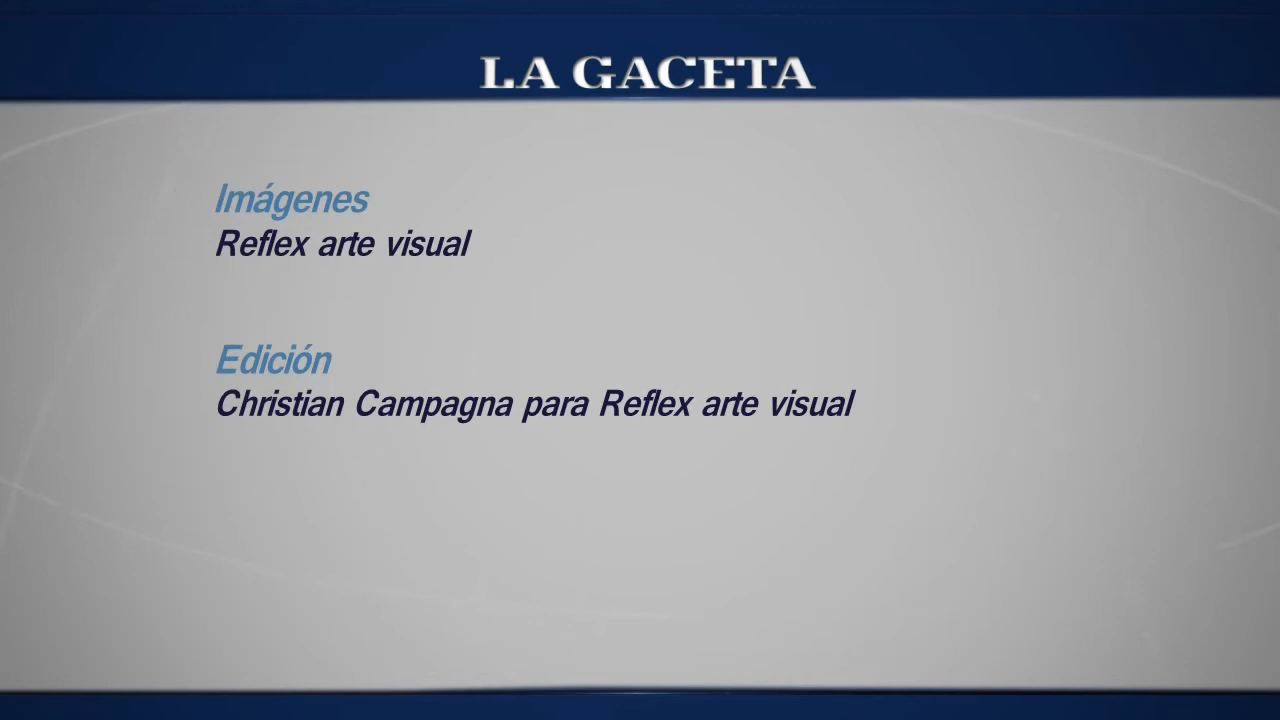 LA GACETA
Imágenes
Reflex arte visual
Edición
Christian Campagna para Reflex arte visual